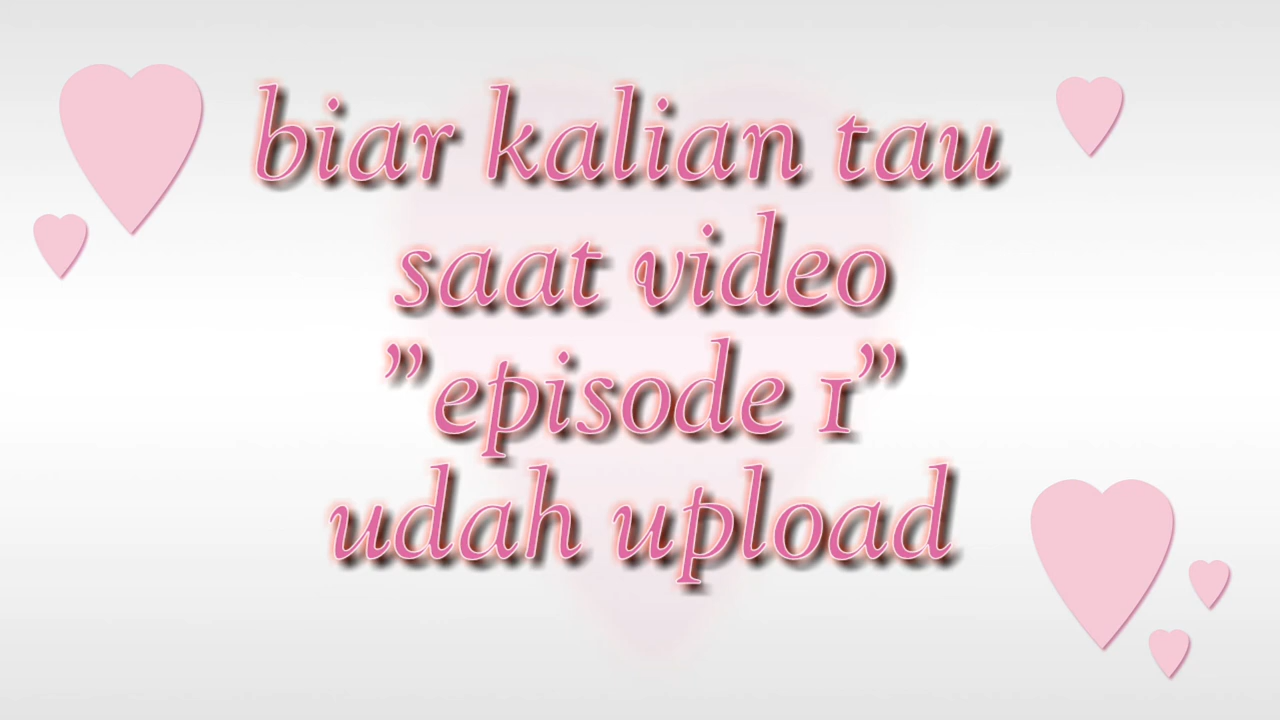 biar kalian tau
saat video
”episode 1”
udah upload